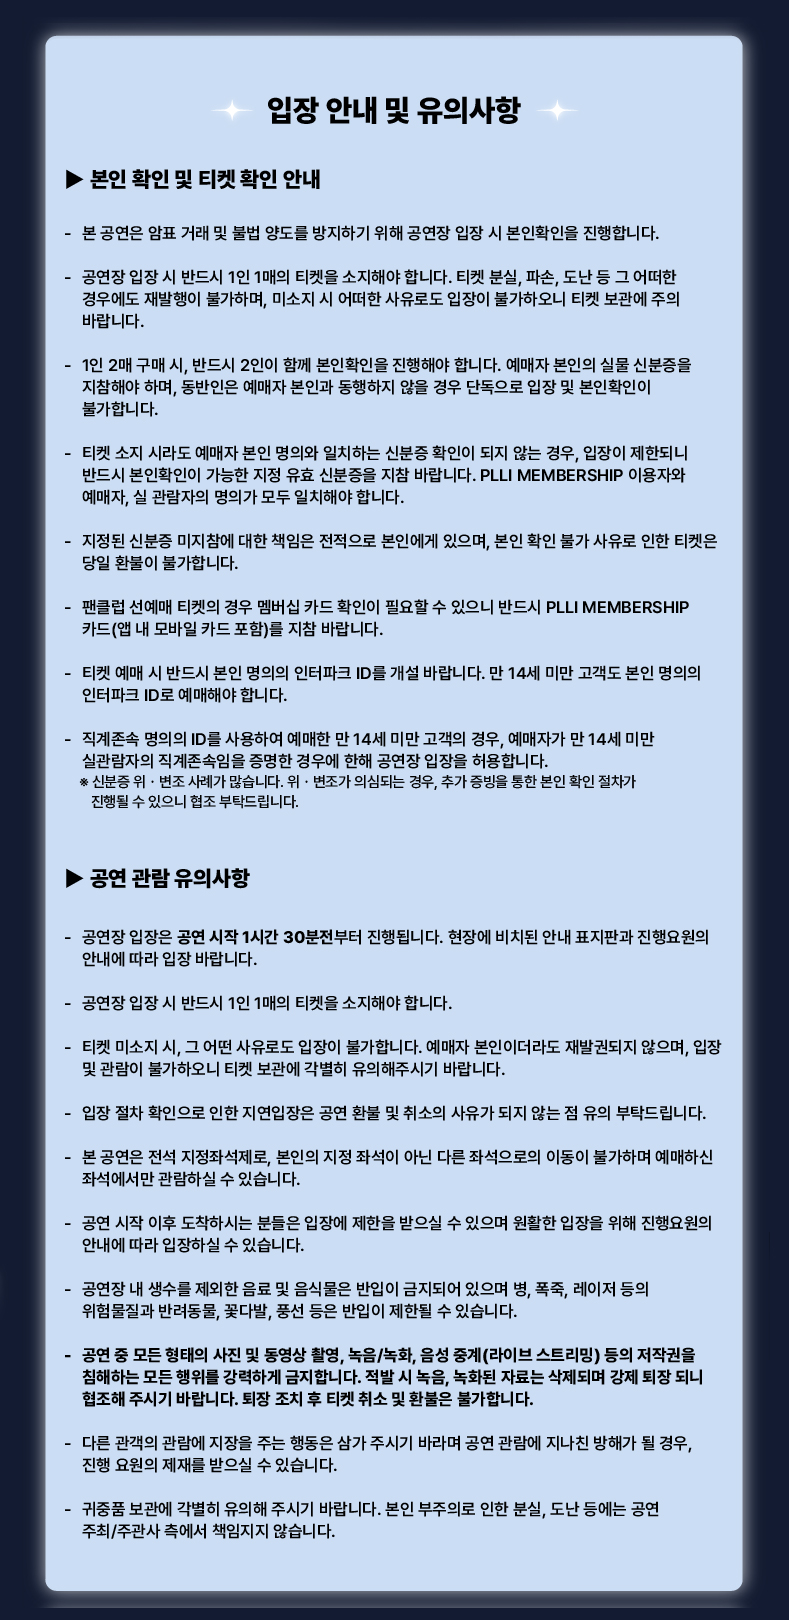 입장 안내 및 유의사항
▶ 본인 확인 및 티켓 확인 안내
- 본 공연은 암표 거래 및 불법 양도를 방지하기 위해 공연장 입장 시 본인확인을 진행합니다.
- 공연장 입장 시 반드시 1인 1매의 티켓을 소지해야 합니다. 티켓 분실, 파손, 도난 등 그 어떠한
경우에도 재발행이 불가하며, 미소지 시 어떠한 사유로도 입장이 불가하오니 티켓 보관에 주의
바랍니다.
- 1인 2매 구매 시, 반드시 2인이 함께 본인확인을 진행해야 합니다. 예매자 본인의 실물 신분증을
지참해야 하며, 동반인은 예매자 본인과 동행하지 않을 경우 단독으로 입장 및 본인확인이
불가합니다.
- 티켓 소지 시라도 예매자 본인 명의와 일치하는 신분증 확인이 되지 않는 경우, 입장이 제한되니
반드시 본인확인이 가능한 지정 유효 신분증을 지참 바랍니다. PLLI MEMBERSHIP 이용자와
예매자, 실 관람자의 명의가 모두 일치해야 합니다.
- 지정된 신분증 미지참에 대한 책임은 전적으로 본인에게 있으며, 본인 확인 불가 사유로 인한 티켓은
당일 환불이 불가합니다.
- 팬클럽 선예매 티켓의 경우 멤버십 카드 확인이 필요할 수 있으니 반드시 PLLI MEMBERSHIP
카드(앱 내 모바일 카드 포함)를 지참 바랍니다.
- 티켓 예매 시 반드시 본인 명의의 인터파크 ID를 개설 바랍니다. 만 14세 미만 고객도 본인 명의의
인터파크 ID로 예매해야 합니다.
- 직계존속 명의의 ID를 사용하여 예매한 만 14세 미만 고객의 경우, 예매자가 만 14세 미만
실관람자의 직계존속임을 증명한 경우에 한해 공연장 입장을 허용합니다.
※ 신분증 위ㆍ변조 사례가 많습니다. 위ㆍ변조가 의심되는 경우, 추가 증빙을 통한 본인 확인 절차가
진행될 수 있으니 협조 부탁드립니다.
▶ 공연 관람 유의사항
- 공연장 입장은 공연 시작 1시간 30분전부터 진행됩니다. 현장에 비치된 안내 표지판과 진행요원의
안내에 따라 입장 바랍니다.
- 공연장 입장 시 반드시 1인 1매의 티켓을 소지해야 합니다.
- 티켓 미소지 시, 그 어떤 사유로도 입장이 불가합니다. 예매자 본인이더라도 재발권되지 않으며, 입장
및 관람이 불가하오니 티켓 보관에 각별히 유의해주시기 바랍니다.
- 입장 절차 확인으로 인한 지연입장은 공연 환불 및 취소의 사유가 되지 않는 점 유의 부탁드립니다.
- 본 공연은 전석 지정좌석제로, 본인의 지정 좌석이 아닌 다른 좌석으로의 이동이 불가하며 예매하신
좌석에서만 관람하실 수 있습니다.
- 공연 시작 이후 도착하시는 분들은 입장에 제한을 받으실 수 있으며 원활한 입장을 위해 진행요원의
안내에 따라 입장하실 수 있습니다.
- 공연장 내 생수를 제외한 음료 및 음식물은 반입이 금지되어 있으며 병, 폭죽, 레이저 등의
위험물질과 반려동물, 꽃다발, 풍선 등은 반입이 제한될 수 있습니다.
- 공연 중 모든 형태의 사진 및 동영상 촬영, 녹음/녹화, 음성 중계(라이브 스트리밍) 등의 저작권을
침해하는 모든 행위를 강력하게 금지합니다. 적발 시 녹음, 녹화된 자료는 삭제되며 강제 퇴장 되니
협조해 주시기 바랍니다. 퇴장 조치 후 티켓 취소 및 환불은 불가합니다.
- 다른 관객의 관람에 지장을 주는 행동은 삼가 주시기 바라며 공연 관람에 지나친 방해가 될 경우,
진행 요원의 제재를 받으실 수 있습니다.
- 귀중품 보관에 각별히 유의해 주시기 바랍니다. 본인 부주의로 인한 분실, 도난 등에는 공연
주최/주관사 측에서 책임지지 않습니다.